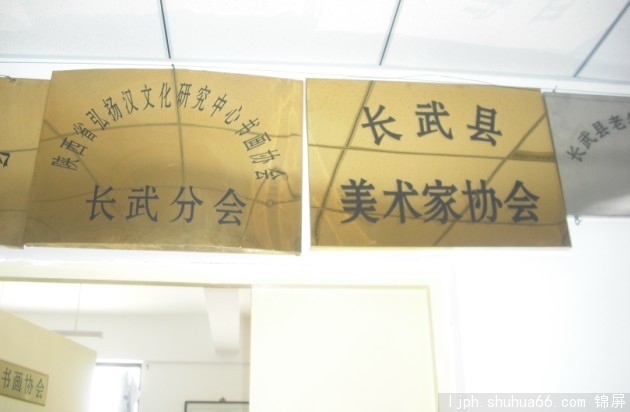 陕西省弘扬汉文化研究中心书画协会
长武分会
长武县
美术家协会
长武县老
书画协会
ljph.shuhua66.com 锦屏